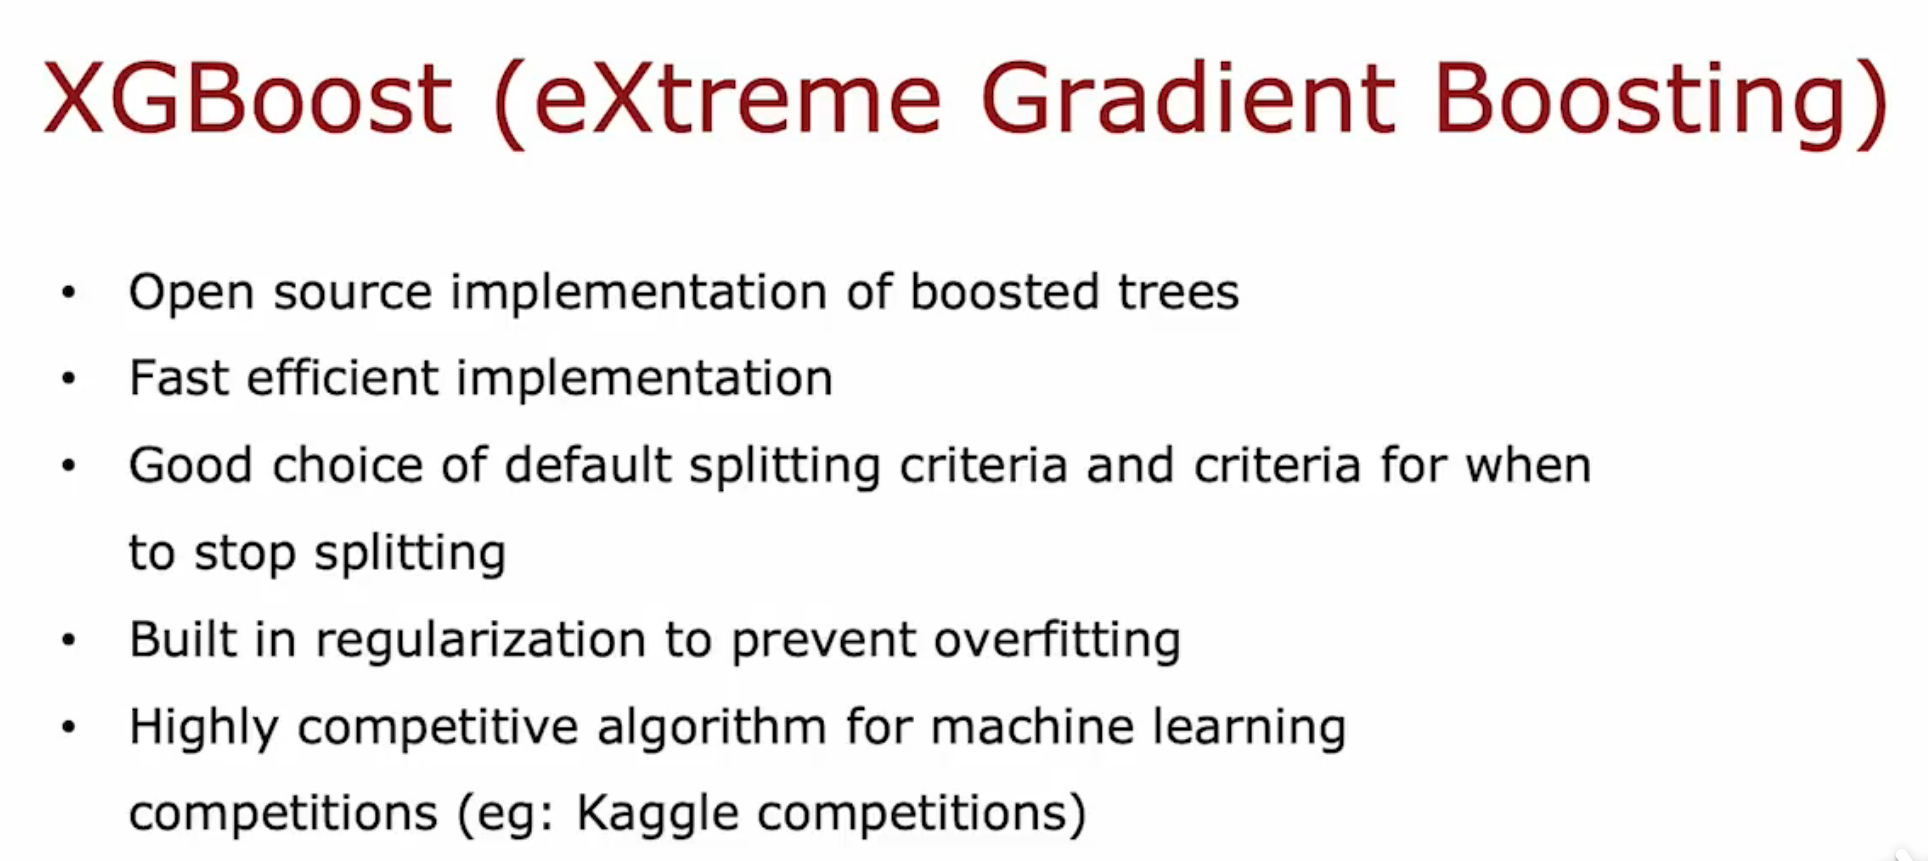 XGBoost (eXtreme Gradient Boosting)
• Open source implementation of boosted trees
• Fast efficient implementation
• Good choice of default splitting criteria and criteria for when
to stop splitting
• Built in regularization to prevent overfitting
• Highly competitive algorithm for machine learning
competitions (eg: Kaggle competitions)